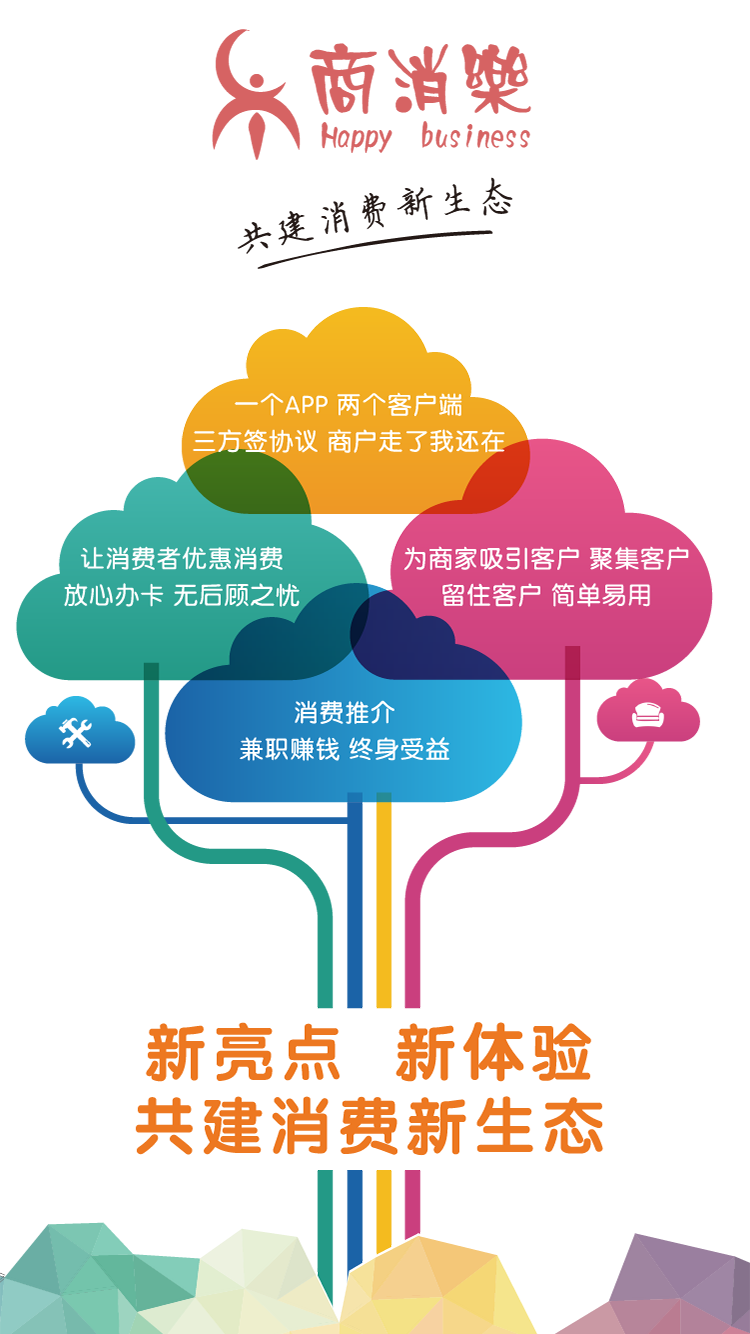 商消樂
Happy business
共建消费新生态
一个APP 两个客户端
三方签协议 商户走了我还在
让消费者优惠消费
放心办卡 无后顾之忧
为商家吸引客户 聚集客户
留住客户 简单易用
消费推介
兼职赚钱 终身受益
新亮点 新体验
共建消费新生态